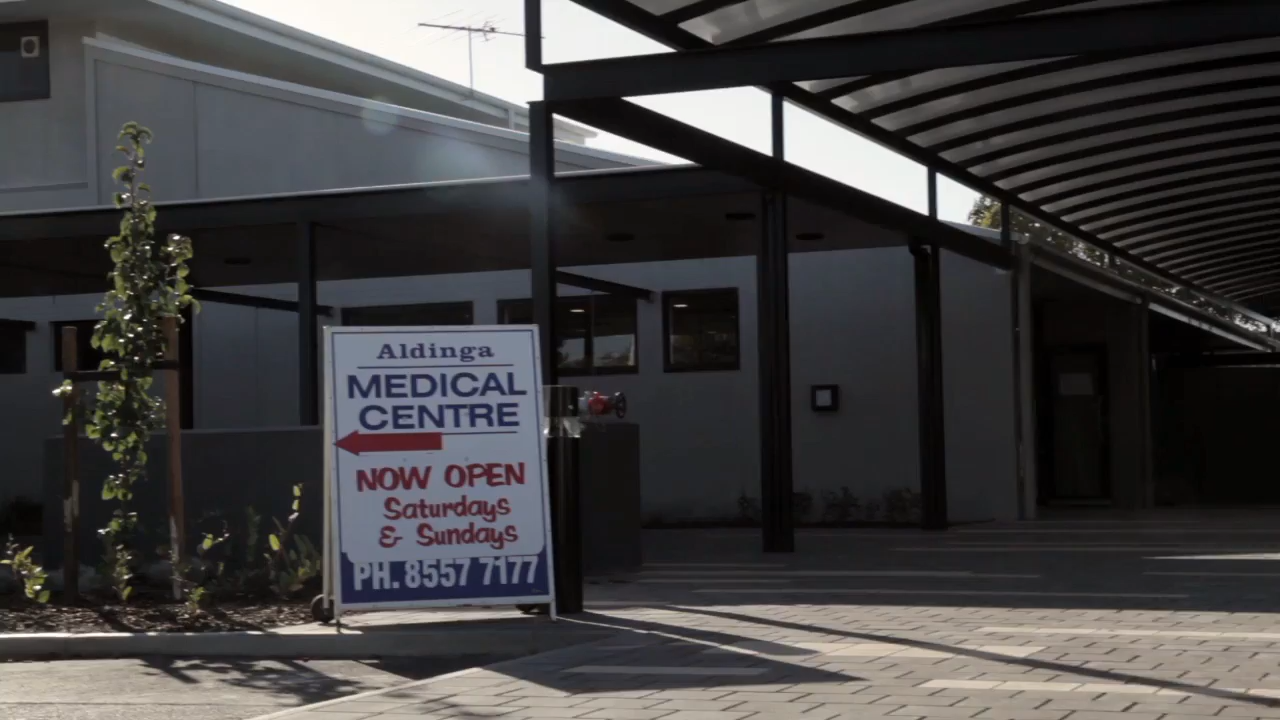 Aldinga
MEDICAL
CENTRE
NOW OPEN
Saturdays
& Sundays
PH. 8557 7177